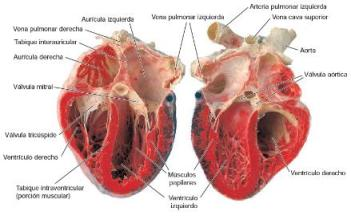 Aurícula izquierda
Vena pulmonar derecha
Tabique interauricular
Aurícula derecha
Válvula mitral
Válvula tricúspide
Ventrículo derecho
Tabique intraventricular
(porción muscular)
Vena pulmonar izquierda
Músculos
papilares
Ventrículo
izquierdo
Arteria pulmonar izquierda
Vena cava superior
Aorta
Válvula aórtica
Ventrículo derecho